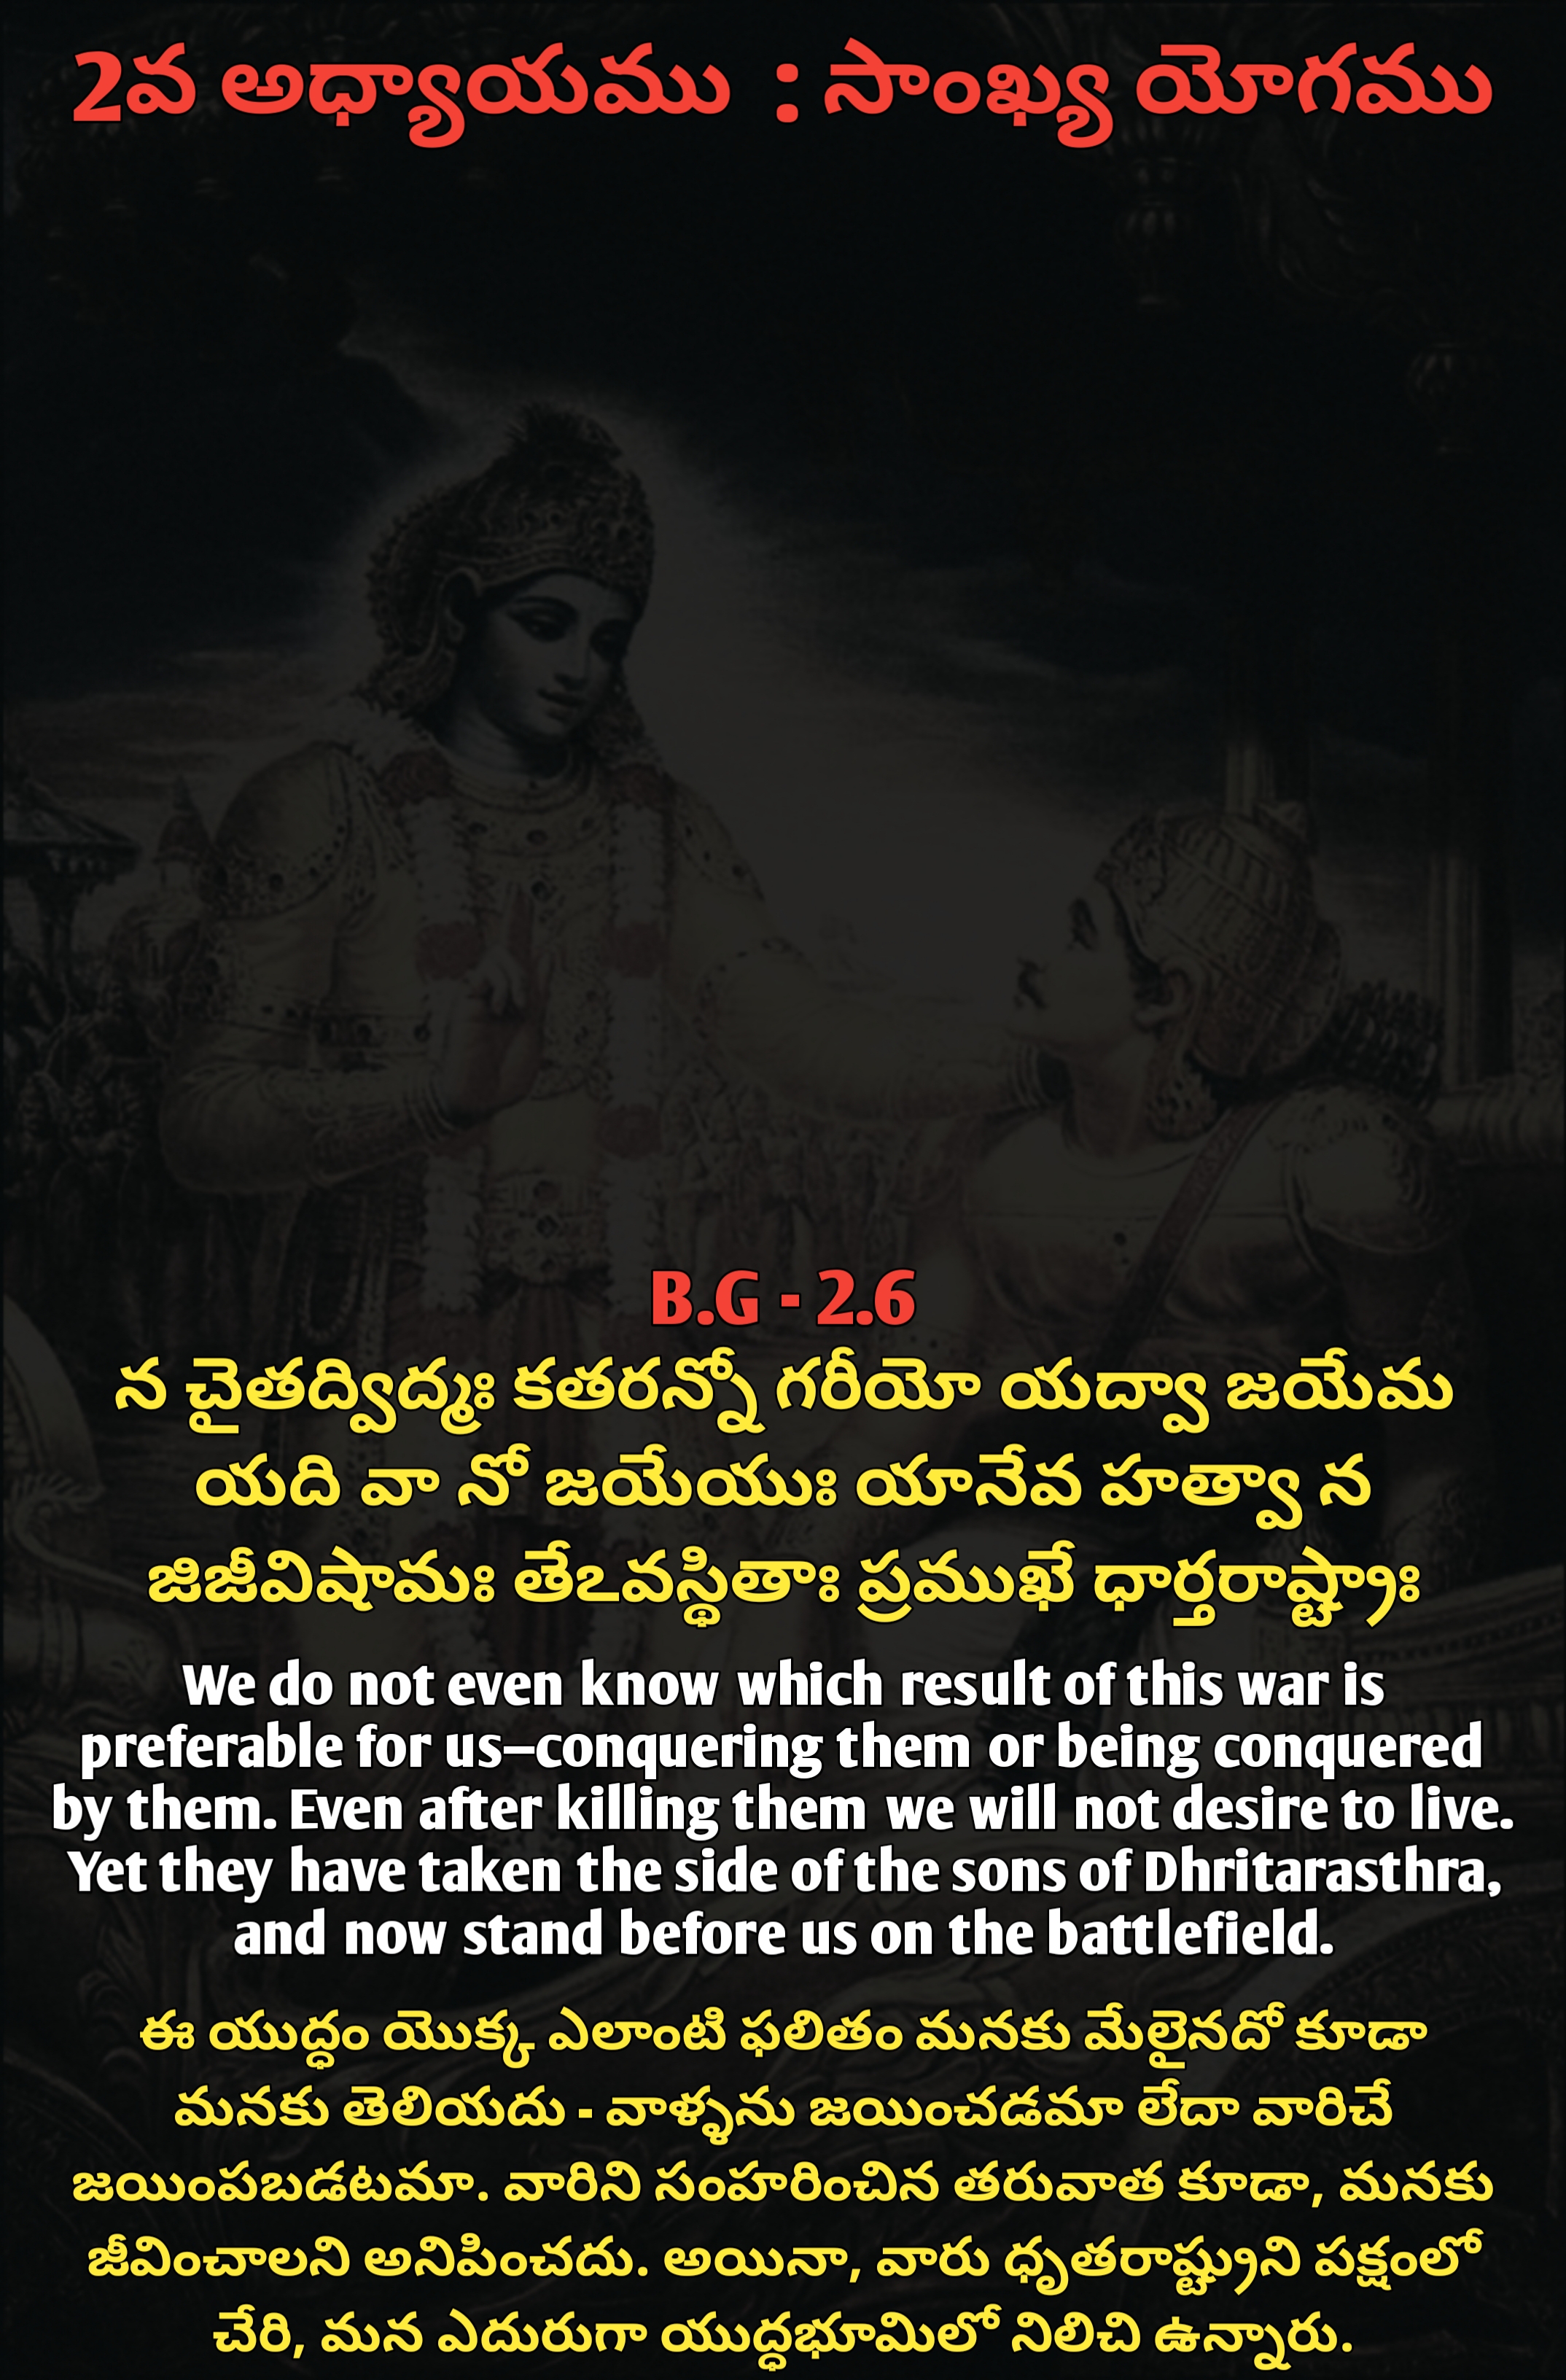 2వ అధ్యాయము : సాంఖ్య యోగము
B.G - 2.6
న చైతద్విద్మః కతరన్నో గరీయో యద్వా జయేమ
యది వా నో జయేయుః యానేవ హత్వా న
జిజీవిషామః తేఽవస్థితాః ప్రముఖే ధార్తరాష్ట్రాః
We do not even know which result of this war is
preferable for us–conquering them or being conquered
by them. Even after killing them we will not desire to live.
Yet they have taken the side of the sons of Dhritarasthra,
and now stand before us on the battlefield.
ఈ యుద్ధం యొక్క ఎలాంటి ఫలితం మనకు మేలైనదో కూడా
మనకు తెలియదు - వాళ్ళను జయించడమా లేదా వారిచే
జయింపబడటమా. వారిని సంహరించిన తరువాత కూడా, మనకు
జీవించాలని అనిపించదు. అయినా, వారు ధృతరాష్ట్రుని పక్షంలో
చేరి, మన ఎదురుగా యుద్ధభూమిలో నిలిచి ఉన్నారు.